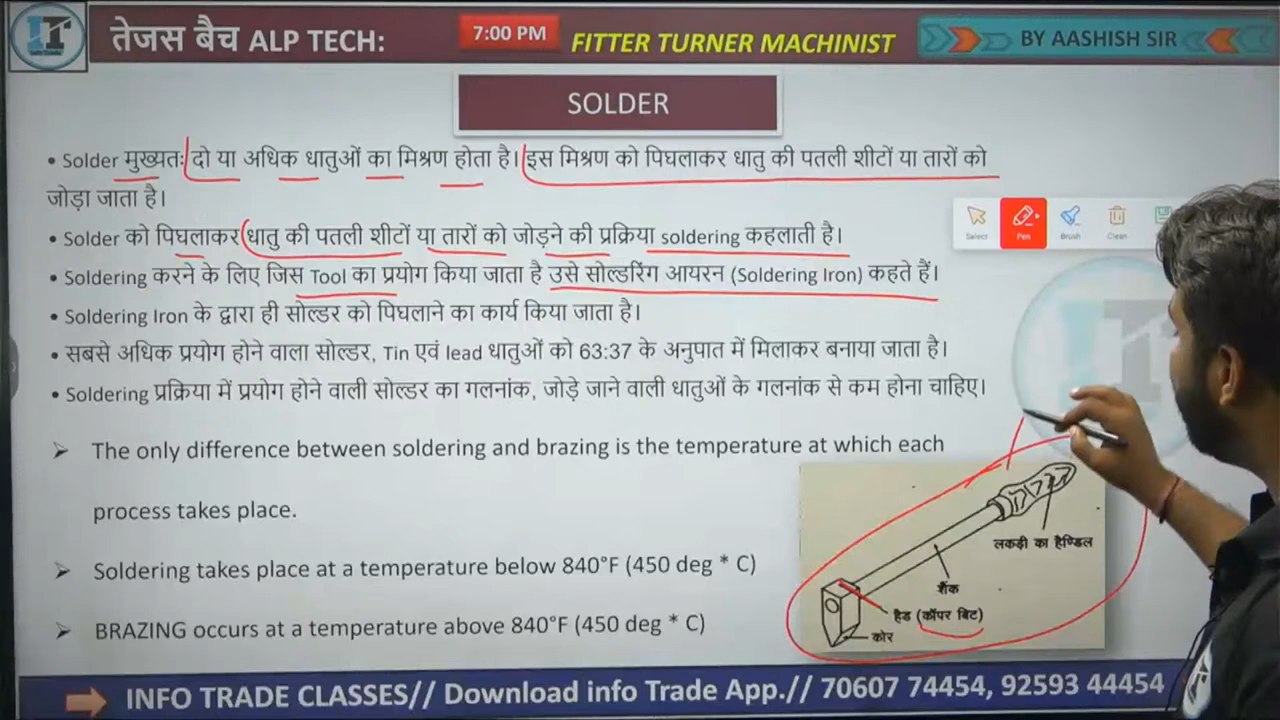 तेजस बैच ALP TECH:
7:00 PM
FITTER TURNER MACHINIST
BY AASHISH SIR
SOLDER
• Solder मुख्यतः दो या अधिक धातुओं का मिश्रण होता है। इस मिश्रण को पिघलाकर धातु की पतली शीटों या तारों को
जोड़ा जाता है।
• Solder को पिघलाकर धातु की पतली शीटों या तारों को जोड़ने की प्रक्रिया soldering कहलाती है।
• Soldering करने के लिए जिस Tool का प्रयोग किया जाता है उसे सोल्डरिंग आयरन (Soldering Iron) कहते हैं।
• Soldering Iron के द्वारा ही सोल्डर को पिघलाने का कार्य किया जाता है।
• सबसे अधिक प्रयोग होने वाला सोल्डर, Tin एवं lead धातुओं को 63:37 के अनुपात में मिलाकर बनाया जाता है।
• Soldering प्रक्रिया में प्रयोग होने वाली सोल्डर का गलनांक, जोड़े जाने वाली धातुओं के गलनांक से कम होना चाहिए।
Select Pen Brush Clean
➢ The only difference between soldering and brazing is the temperature at which each
process takes place.
➢ Soldering takes place at a temperature below 840°F (450 deg * C)
➢ BRAZING occurs at a temperature above 840°F (450 deg * C)
लकड़ी का हैण्डिल
शैंक
हैड (कॉपर बिट)
कोर
INFO TRADE CLASSES// Download info Trade App.// 70607 74454, 92593 44454